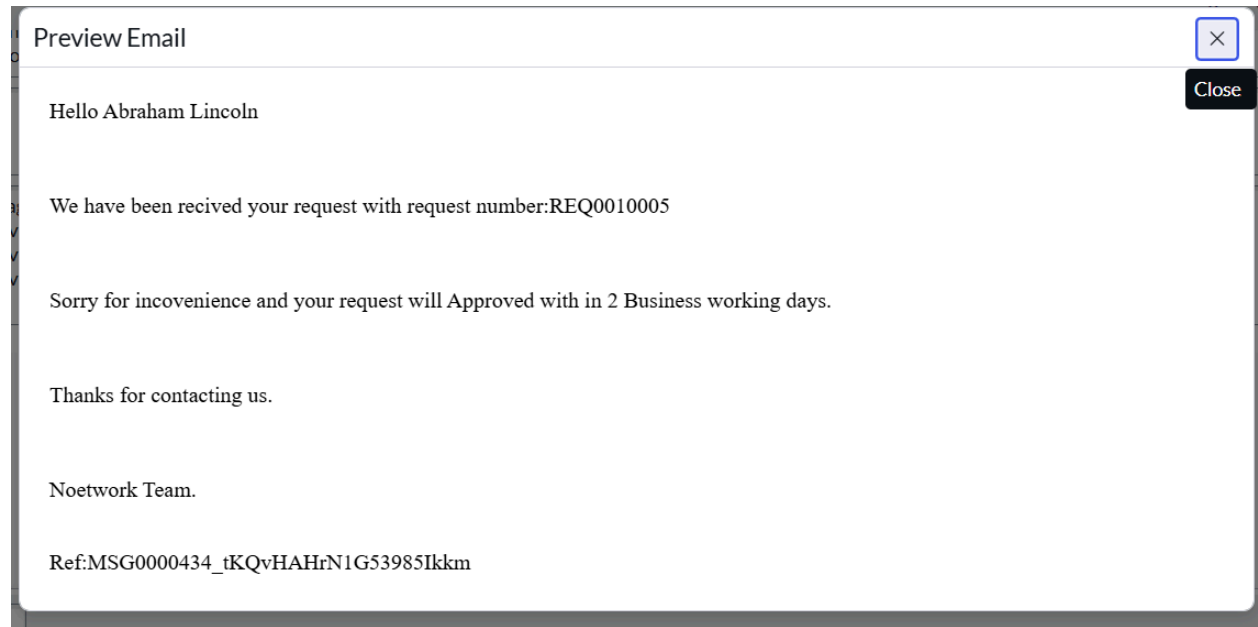 Preview Email
Close
Hello Abraham Lincoln
We have been recived your request with request number:REQ0010005
Sorry for incovenience and your request will Approved with in 2 Business working days.
Thanks for contacting us.
Noetwork Team.
Ref:MSG0000434_tKQvHAHrN1G53985Ikkm